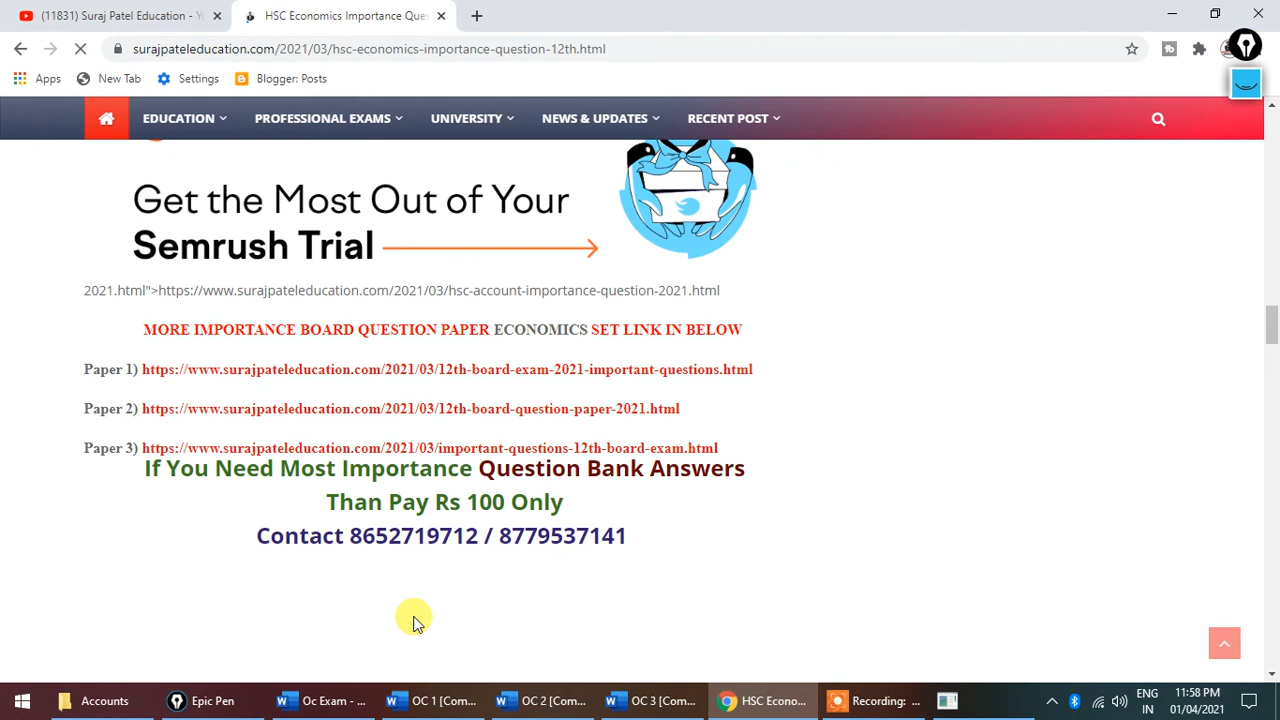 (11831) Suraj Patel Education - Y
HSC Economics Importance Que
surajpateleducation.com/2021/03/hsc-economics-importance-question-12th.html
Apps
New Tab
Settings
Blogger: Posts
EDUCATION
PROFESSIONAL EXAMS
UNIVERSITY
NEWS & UPDATES
RECENT POST
Get the Most Out of Your
Semrush Trial
2021.html">https://www.surajpateleducation.com/2021/03/hsc-account-importance-question-2021.html
MORE IMPORTANCE BOARD QUESTION PAPER ECONOMICS SET LINK IN BELOW
Paper 1) https://www.surajpateleducation.com/2021/03/12th-board-exam-2021-important-questions.html
Paper 2) https://www.surajpateleducation.com/2021/03/12th-board-question-paper-2021.html
Paper 3) https://www.surajpateleducation.com/2021/03/important-questions-12th-board-exam.html
If You Need Most Importance Question Bank Answers
Than Pay Rs 100 Only
Contact 8652719712 / 8779537141
Accounts
Epic Pen
Oc Exam - ...
OC 1 [Com...
OC 2 [Com...
OC 3 [Com...
HSC Econo...
Recording: ...
ENG
IN
11:58 PM
01/04/2021